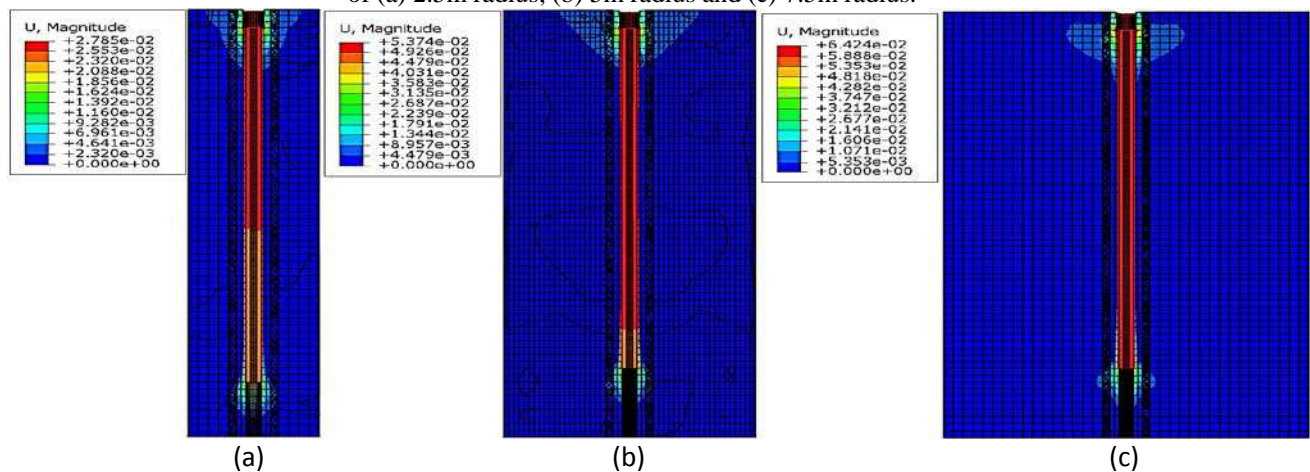 of (a) 2.5m radius, (b) 5m radius and (c) 7.5m radius.
U, Magnitude
+2.785e-02
+2.553e-02
+2.320e-02
+2.088e-02
+1.856e-02
+1.624e-02
+1.392e-02
+1.160e-02
+9.282e-03
+6.961e-03
+4.641e-03
+2.320e-03
+0.000e+00
U, Magnitude
+5.374e-02
+4.926e-02
+4.479e-02
+4.031e-02
+3.583e-02
+3.135e-02
+2.687e-02
+2.239e-02
+1.791e-02
+1.344e-02
+8.957e-03
+4.479e-03
+0.000e+00
U, Magnitude
+6.424e-02
+5.888e-02
+5.353e-02
+4.818e-02
+4.282e-02
+3.747e-02
+3.212e-02
+2.677e-02
+2.141e-02
+1.606e-02
+1.071e-02
+5.353e-03
+0.000e+00
(a)
(b)
(c)